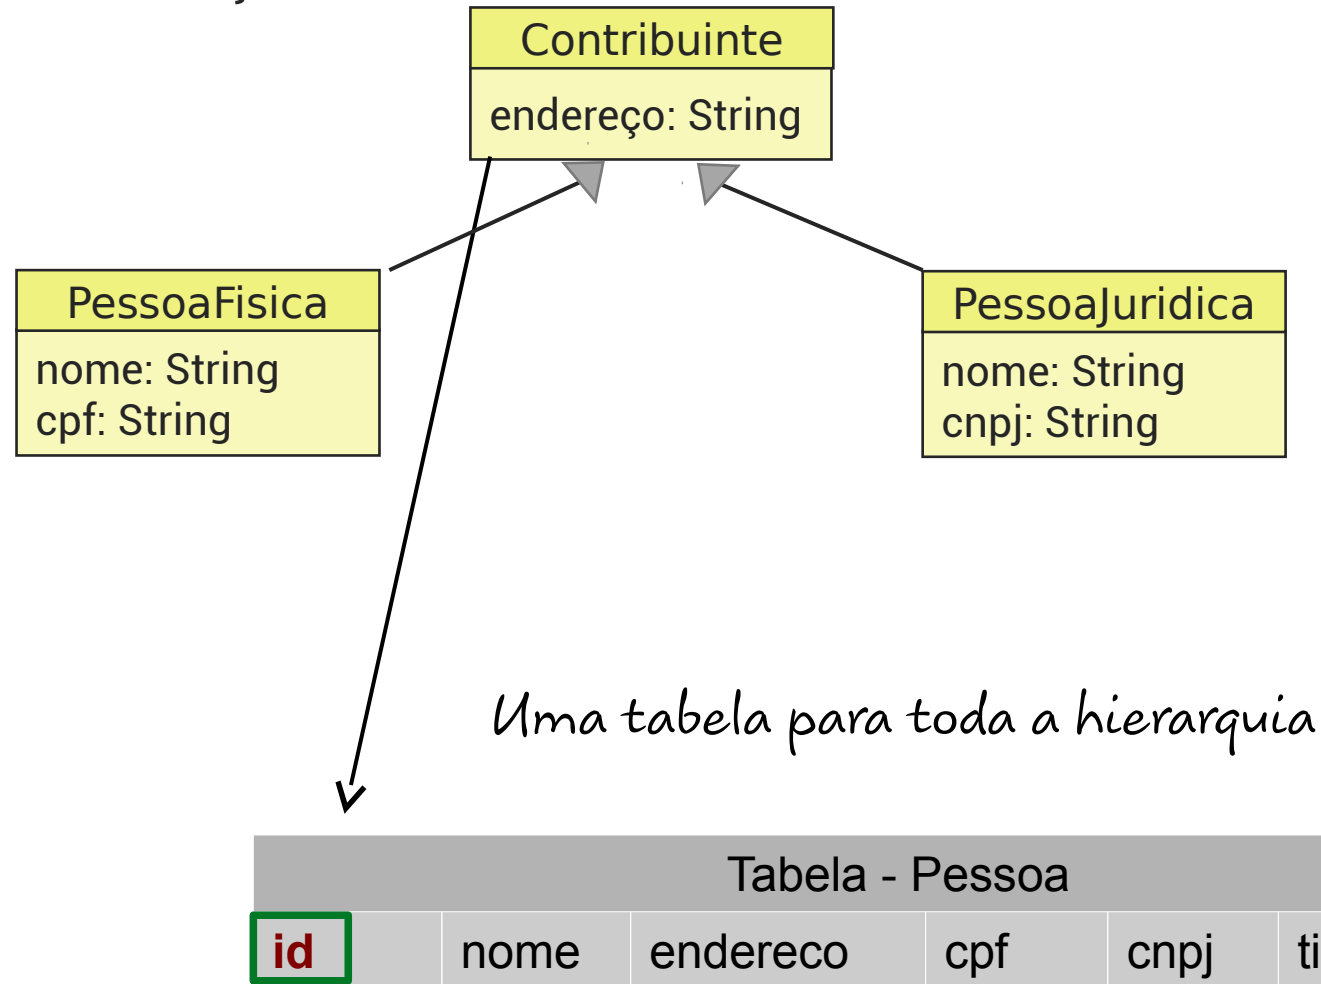 Contribuinte
endereço: String
PessoaFisica
nome: String
cpf: String
PessoaJuridica
nome: String
cnpj: String
Uma tabela para toda a hierarquia
Tabela - Pessoa
id nome endereco cpf cnpj